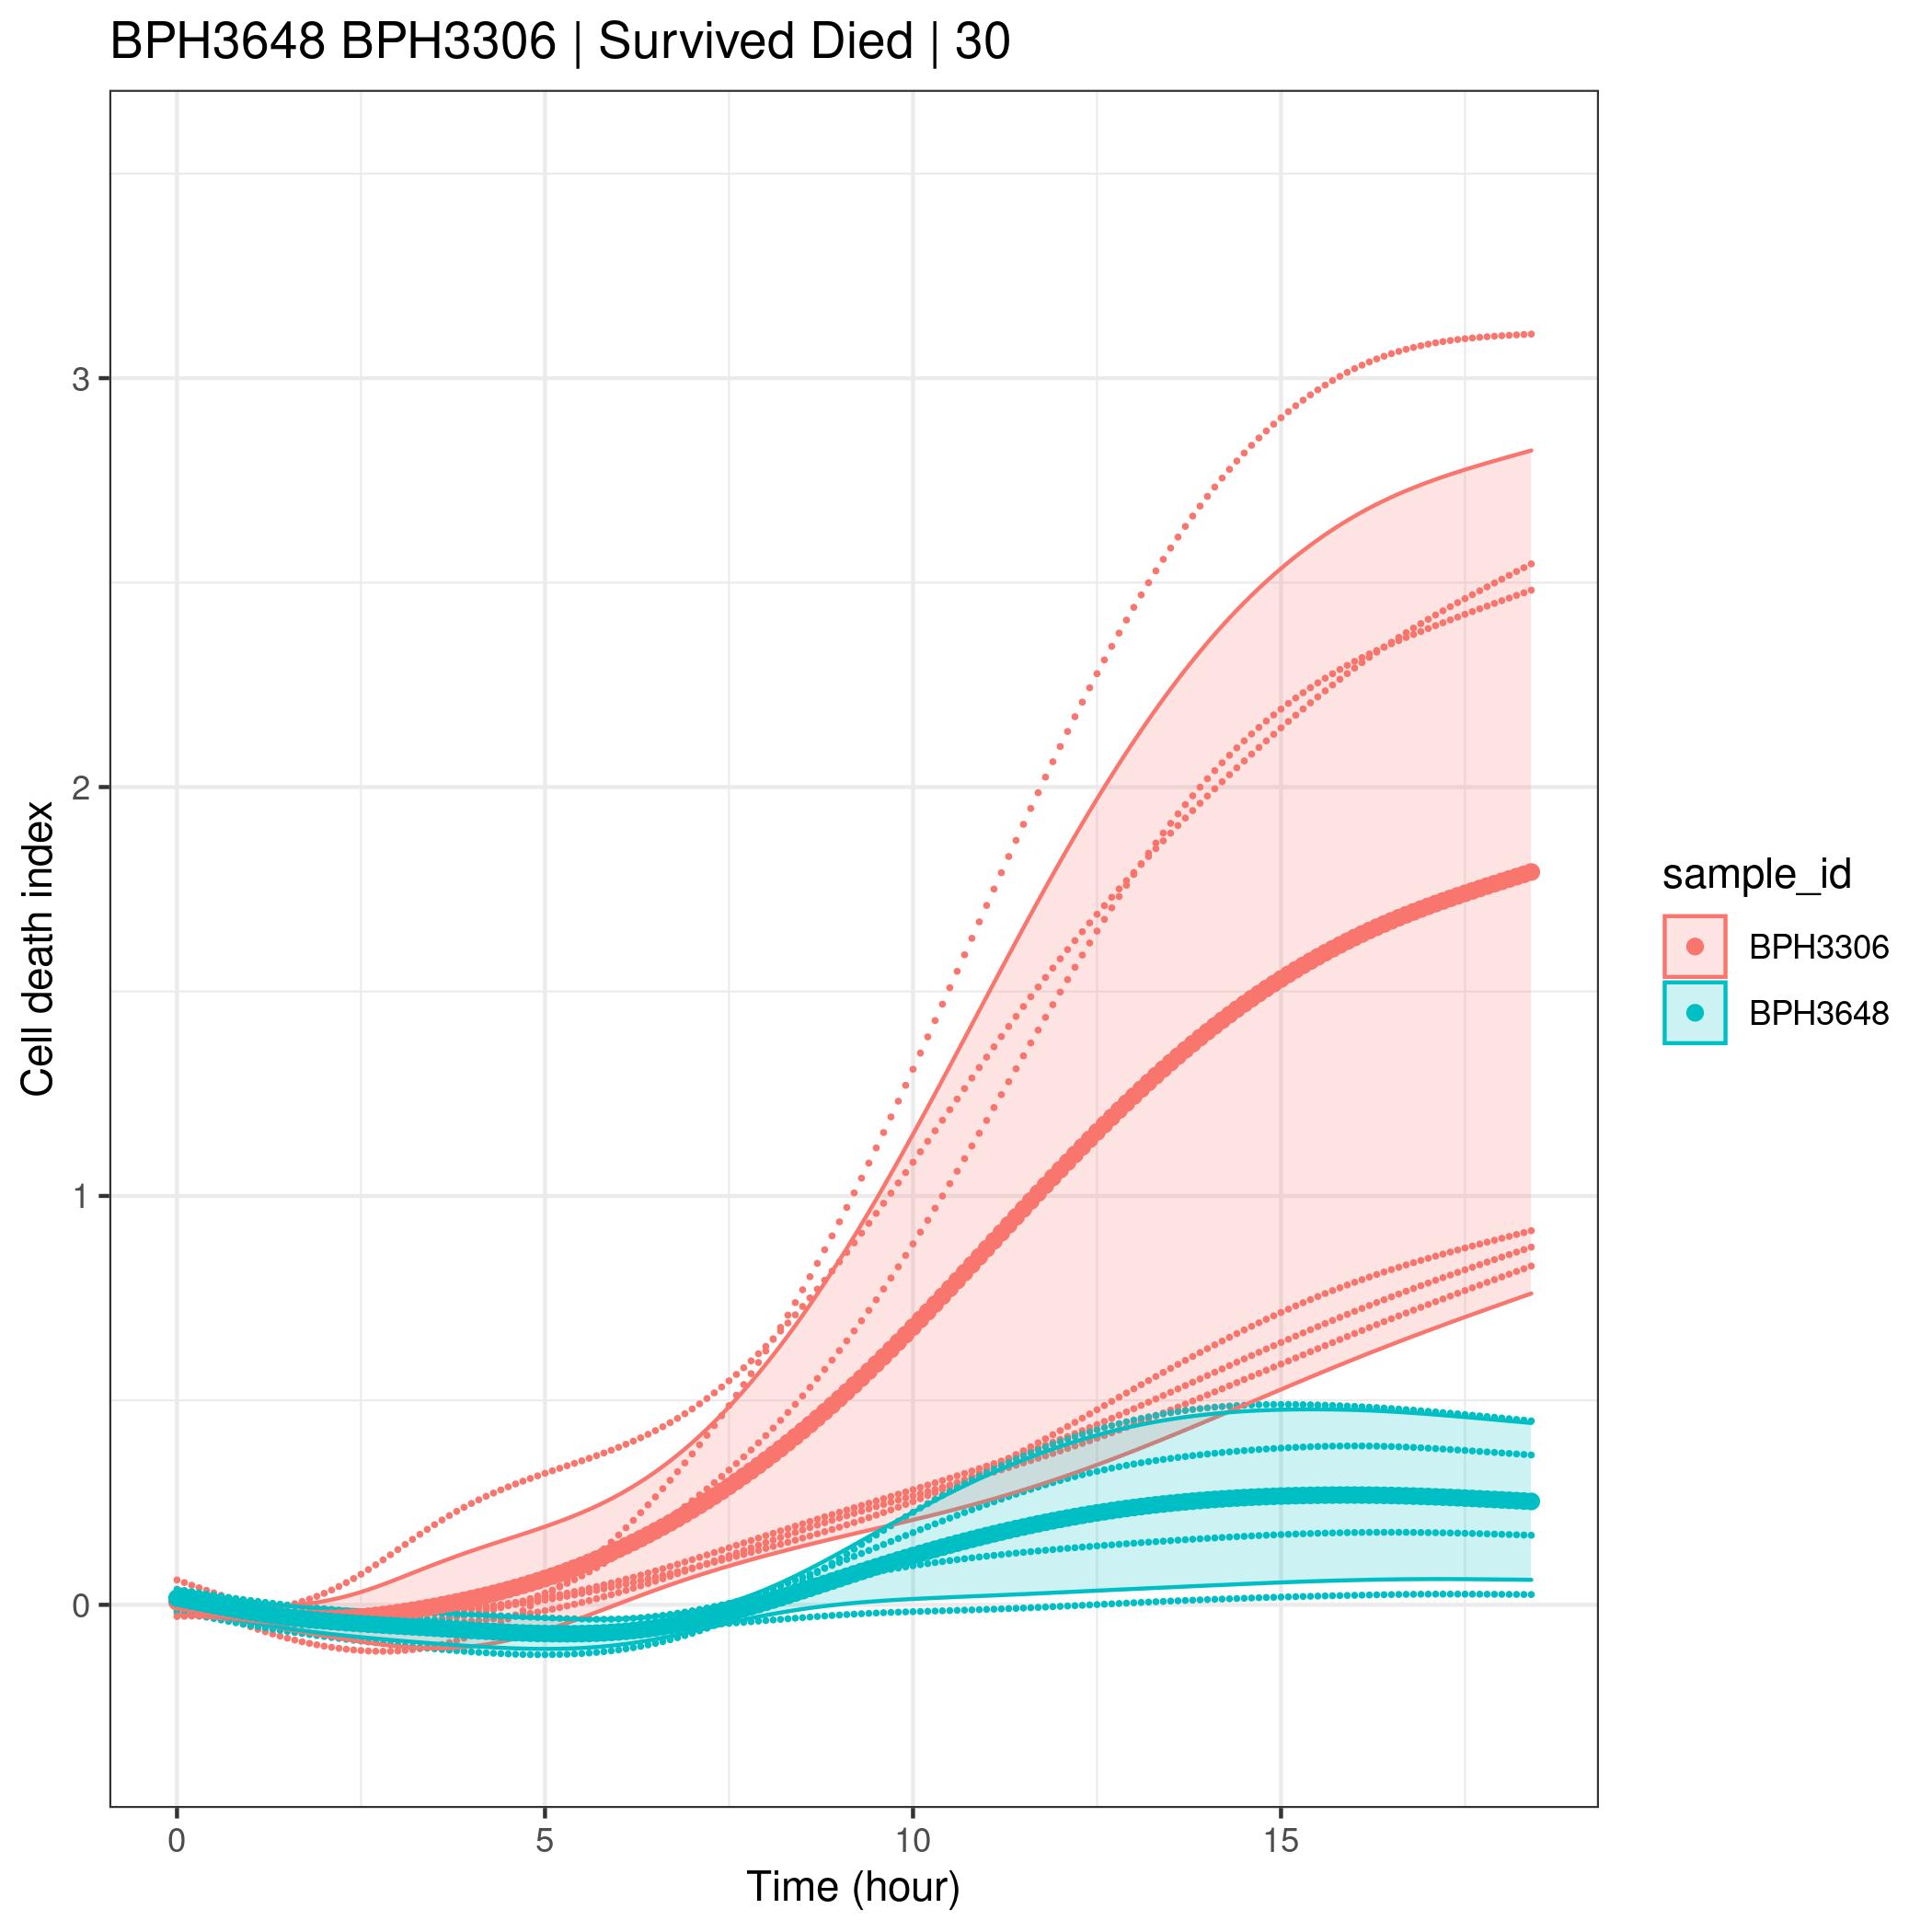 BPH3648 BPH3306 | Survived Died | 30
3
2
1
0
Cell death index
0 5 10 15
Time (hour)
sample_id
BPH3306
BPH3648